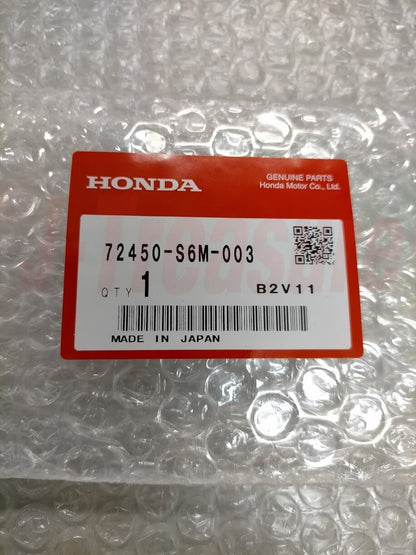 HONDA
GENUINE PARTS
Honda Motor Co., Ltd.
72450-S6M-003
QTY 1
B2V11
MADE IN JAPAN